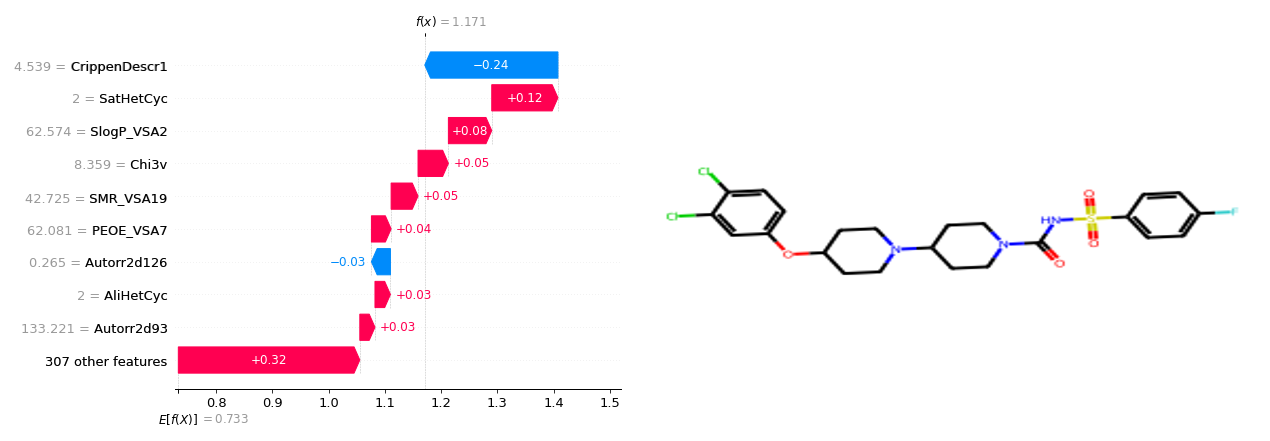 f(x) = 1.171
4.539 = CrippenDescr1
−0.24
2 = SatHetCyc
+0.12
62.574 = SlogP_VSA2
+0.08
8.359 = Chi3v
+0.05
42.725 = SMR_VSA19
+0.05
62.081 = PEOE_VSA7
+0.04
0.265 = Autorr2d126
−0.03
2 = AliHetCyc
+0.03
133.221 = Autorr2d93
+0.03
307 other features
+0.32
0.8 0.9 1.0 1.1 1.2 1.3 1.4 1.5
E[f(X)] = 0.733
Cl
Cl
O
N
N
O
HN
O
S
O
F